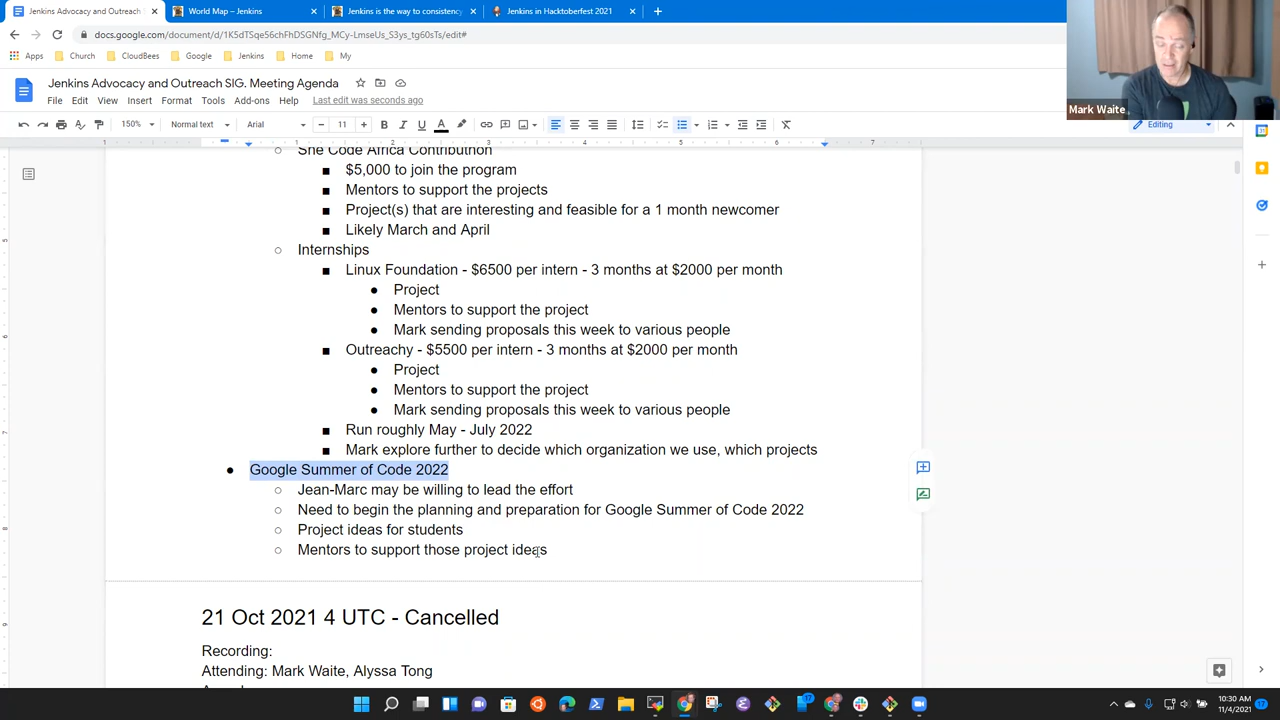 Jenkins Advocacy and Outreach S
World Map – Jenkins
Jenkins is the way to consistency
Jenkins in Hacktoberfest 2021
docs.google.com/document/d/1K5dTSqe56chFhDSGNfg_MCy-LmseUs_S3ys_tg60sTs/edit#
Apps
Church
CloudBees
Google
Jenkins
Home
My
Jenkins Advocacy and Outreach SIG. Meeting Agenda
File Edit View Insert Format Tools Add-ons Help Last edit was seconds ago
Mark Waite
150% Normal text Arial 11 Editing
1 1 2 3 4 5 6 7
She Code Africa Contributhon
$5,000 to join the program
Mentors to support the projects
Project(s) that are interesting and feasible for a 1 month newcomer
Likely March and April
Internships
Linux Foundation - $6500 per intern - 3 months at $2000 per month
Project
Mentors to support the project
Mark sending proposals this week to various people
Outreachy - $5500 per intern - 3 months at $2000 per month
Project
Mentors to support the project
Mark sending proposals this week to various people
Run roughly May - July 2022
Mark explore further to decide which organization we use, which projects
Google Summer of Code 2022
Jean-Marc may be willing to lead the effort
Need to begin the planning and preparation for Google Summer of Code 2022
Project ideas for students
Mentors to support those project ideas
21 Oct 2021 4 UTC - Cancelled
Recording:
Attending: Mark Waite, Alyssa Tong
10:30 AM
11/4/2021